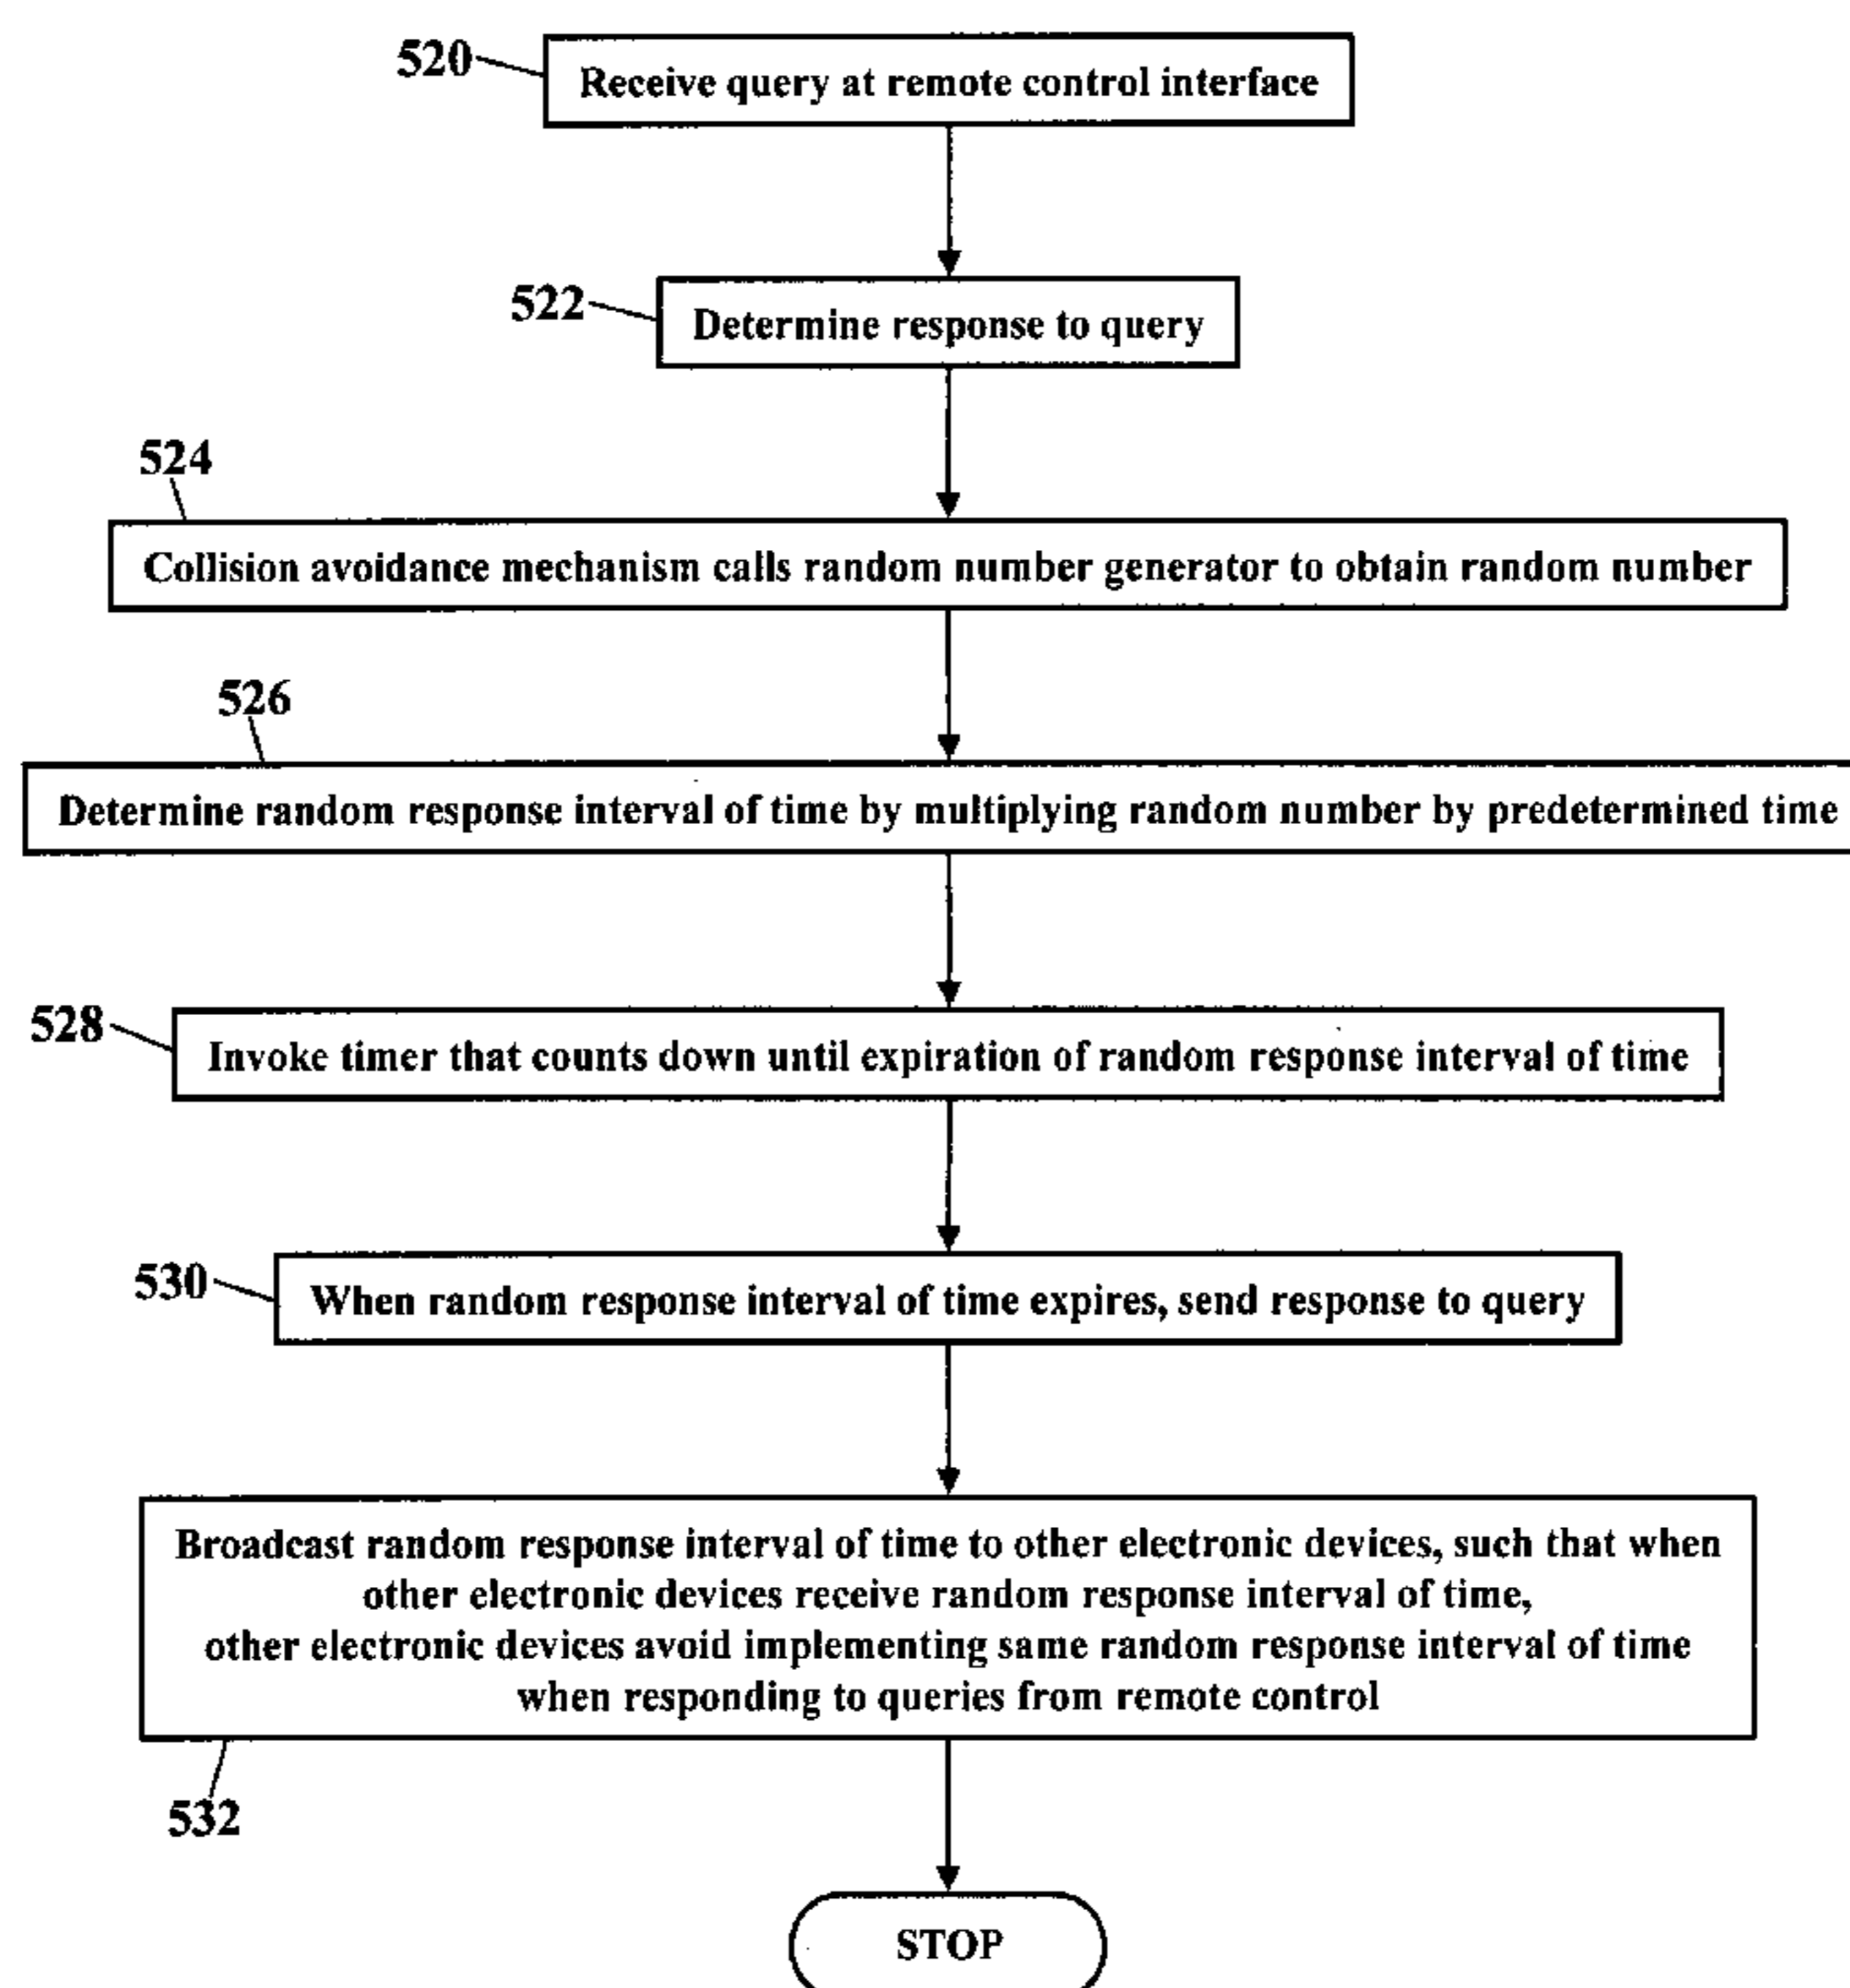 520
Receive query at remote control interface
522
Determine response to query
524
Collision avoidance mechanism calls random number generator to obtain random number
526
Determine random response interval of time by multiplying random number by predetermined time
528
Invoke timer that counts down until expiration of random response interval of time
530
When random response interval of time expires, send response to query
Broadcast random response interval of time to other electronic devices, such that when
other electronic devices receive random response interval of time,
other electronic devices avoid implementing same random response interval of time
when responding to queries from remote control
532
STOP